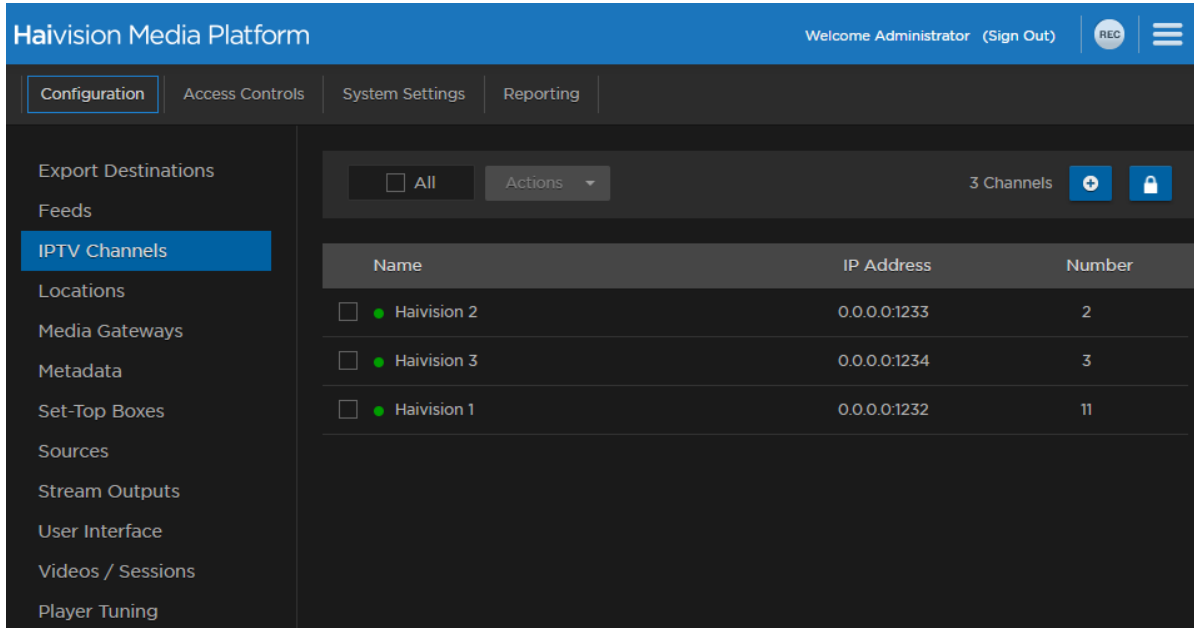 Haivision Media Platform
Welcome Administrator (Sign Out)
REC
Configuration Access Controls System Settings Reporting
Export Destinations
Feeds
IPTV Channels
Locations
Media Gateways
Metadata
Set-Top Boxes
Sources
Stream Outputs
User Interface
Videos / Sessions
Player Tuning
All Actions 3 Channels
Name IP Address Number
Haivision 2 0.0.0.0:1233 2
Haivision 3 0.0.0.0:1234 3
Haivision 1 0.0.0.0:1232 11